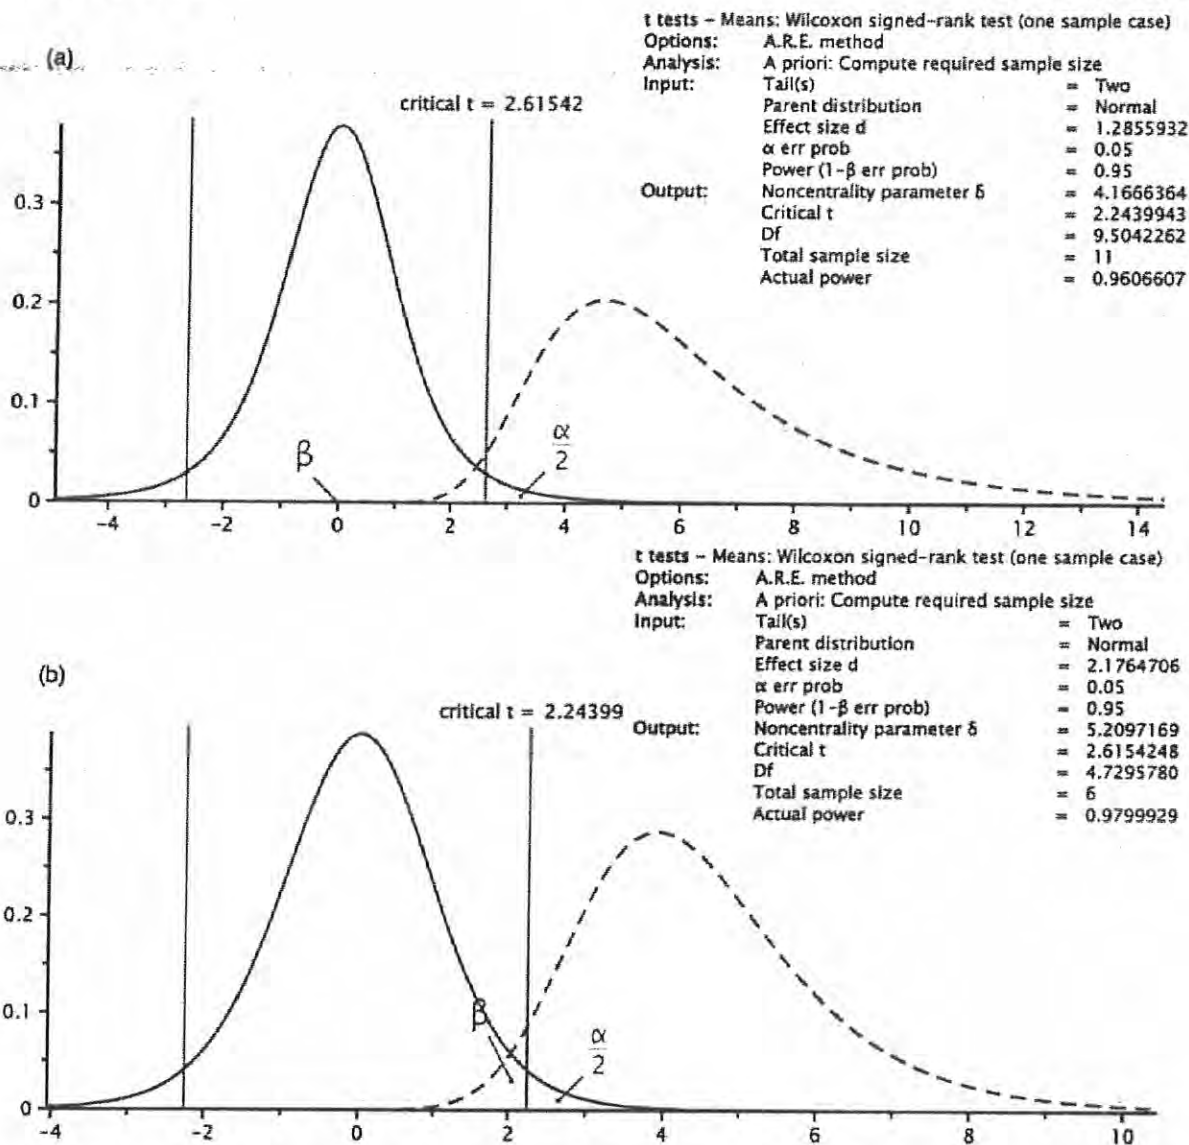 t tests – Means: Wilcoxon signed-rank test (one sample case)
Options: A.R.E. method
Analysis: A priori: Compute required sample size
Input: Tail(s) = Two
Parent distribution = Normal
Effect size d = 1.2855932
α err prob = 0.05
Power (1-β err prob) = 0.95
Output: Noncentrality parameter δ = 4.1666364
Critical t = 2.2439943
Df = 9.5042262
Total sample size = 11
Actual power = 0.9606607
(a)
critical t = 2.61542
0.3
0.2
0.1
0
β
α
2
-4 -2 0 2 4 6 8 10 12 14
t tests – Means: Wilcoxon signed-rank test (one sample case)
Options: A.R.E. method
Analysis: A priori: Compute required sample size
Input: Tail(s) = Two
Parent distribution = Normal
Effect size d = 2.1764706
α err prob = 0.05
Power (1-β err prob) = 0.95
Output: Noncentrality parameter δ = 5.2097169
Critical t = 2.6154248
Df = 4.7295780
Total sample size = 6
Actual power = 0.9799929
(b)
critical t = 2.24399
0.3
0.2
0.1
0
β
α
2
-4 -2 0 2 4 6 8 10